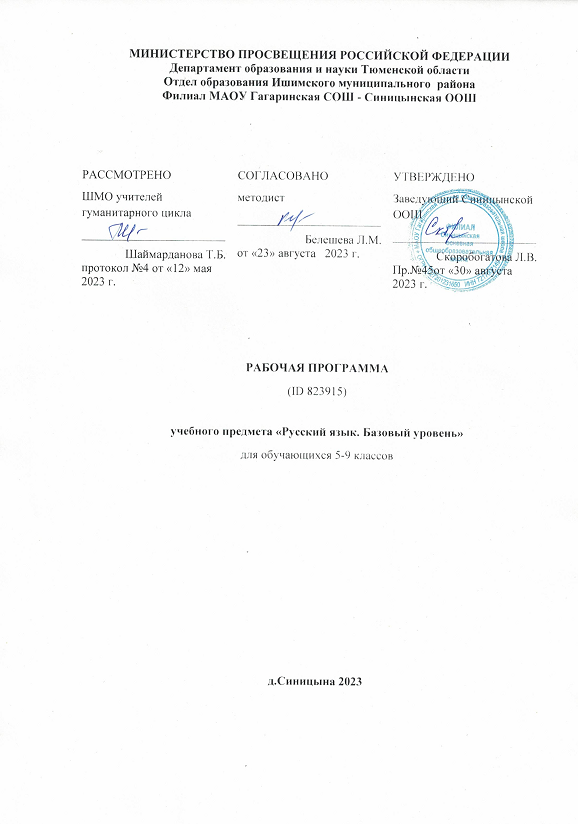 МИНИСТЕРСТВО ПРОСВЕЩЕНИЯ РОССИЙСКОЙ ФЕДЕРАЦИИ
Департамент образования и науки Тюменской области
Отдел образования Ишимского муниципального района
Филиал МАОУ Гагаринская СОШ - Синицынская ООШ
РАССМОТРЕНО
ШМО учителей
гуманитарного цикла
Шаймарданова Т.Б.
протокол №4 от «12» мая
2023 г.
СОГЛАСОВАНО
методист
Белешева Л.М.
от «23» августа 2023 г.
УТВЕРЖДЕНО
Заведующий Синицынской
ООШ
Скоробогатова Л.В.
Пр.№45от «30» августа
2023 г.
ФИЛИАЛ
общеобразовательная
РАБОЧАЯ ПРОГРАММА
(ID 823915)
учебного предмета «Русский язык. Базовый уровень»
для обучающихся 5-9 классов
д.Синицына 2023